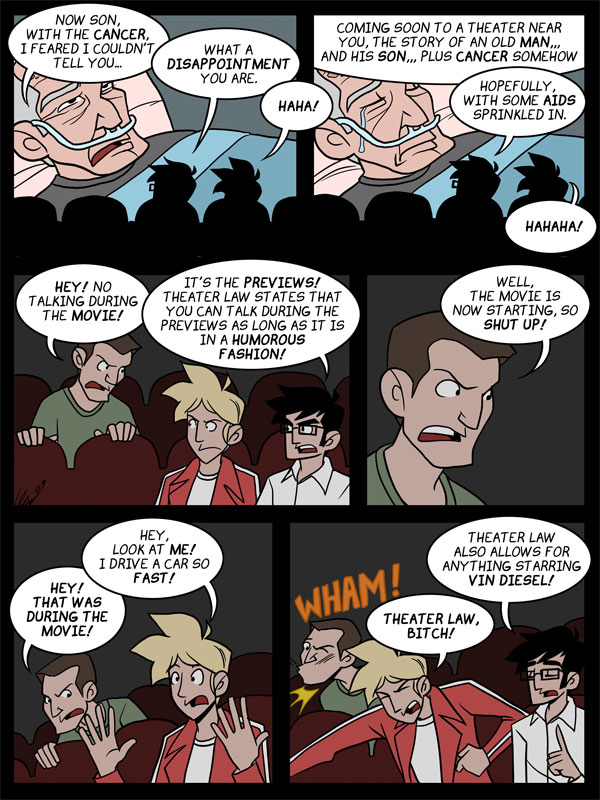 NOW SON,
WITH THE CANCER,
I FEARED I COULDN'T
TELL YOU...
WHAT A
DISAPPOINTMENT
YOU ARE.
HAHA!
COMING SOON TO A THEATER NEAR
YOU, THE STORY OF AN OLD MAN,,,
AND HIS SON,,, PLUS CANCER SOMEHOW
HOPEFULLY,
WITH SOME AIDS
SPRINKLED IN.
HAHAHA!
HEY! NO
TALKING DURING
THE MOVIE!
IT'S THE PREVIEWS!
THEATER LAW STATES THAT
YOU CAN TALK DURING THE
PREVIEWS AS LONG AS IT IS
IN A HUMOROUS
FASHION!
WELL,
THE MOVIE IS
NOW STARTING, SO
SHUT UP!
HEY,
LOOK AT ME!
I DRIVE A CAR SO
FAST!
HEY!
THAT WAS
DURING THE
MOVIE!
WHAM!
THEATER LAW,
BITCH!
THEATER LAW
ALSO ALLOWS FOR
ANYTHING STARRING
VIN DIESEL!